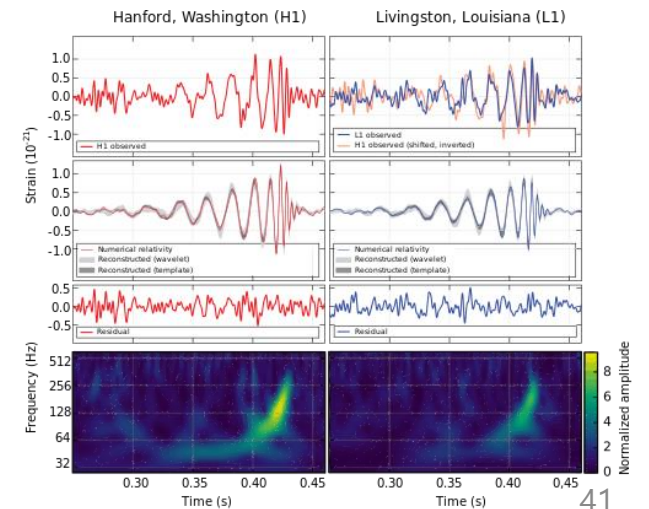 Hanford, Washington (H1)
Livingston, Louisiana (L1)
Strain (10⁻²¹)
1.0
0.5
0.0
-0.5
-1.0
H1 observed
L1 observed
H1 observed (shifted, inverted)
1.0
0.5
0.0
-0.5
-1.0
Numerical relativity
Reconstructed (wavelet)
Reconstructed (template)
Numerical relativity
Reconstructed (wavelet)
Reconstructed (template)
0.5
0.0
-0.5
Residual
Residual
Frequency (Hz)
512
256
128
64
32
8
6
4
2
0
Normalized amplitude
0.30 0.35 0.40 0.45
0.30 0.35 0.40 0,45
Time (s)
Time (s)
41